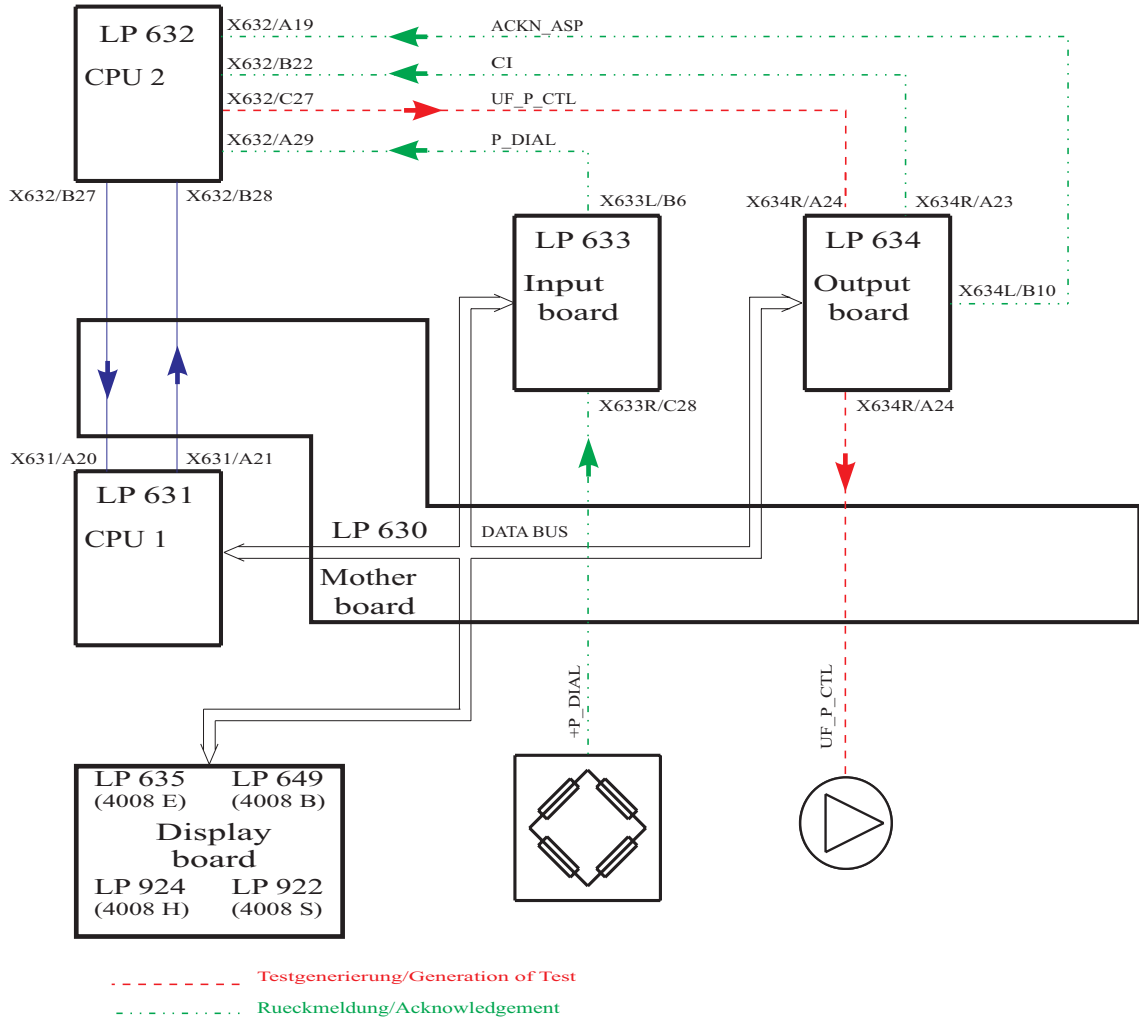 LP 632
CPU 2
X632/A19
ACKN_ASP
X632/B22
CI
X632/C27
UF_P_CTL
X632/A29
P_DIAL
X632/B27
X632/B28
X633L/B6
X634R/A24
X634R/A23
LP 633
Input
board
LP 634
Output
board
X634L/B10
X633R/C28
X634R/A24
X631/A20
X631/A21
LP 631
CPU 1
LP 630
DATA BUS
Mother
board
+P_DIAL
UF_P_CTL
LP 635
LP 649
(4008 E)
(4008 B)
Display
board
LP 924
LP 922
(4008 H)
(4008 S)
Testgenerierung/Generation of Test
Rueckmeldung/Acknowledgement